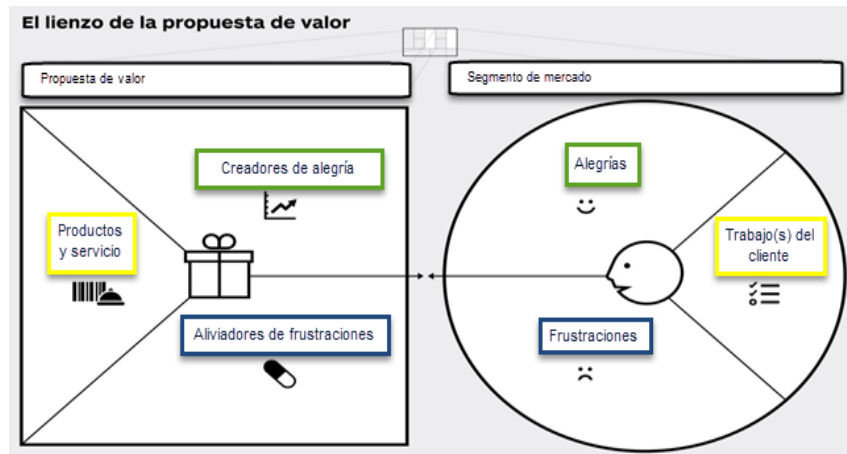 El lienzo de la propuesta de valor
Propuesta de valor
Segmento de mercado
Creadores de alegría
Alegrías
Productos
y servicio
Trabajo(s) del
cliente
Aliviadores de frustraciones
Frustraciones